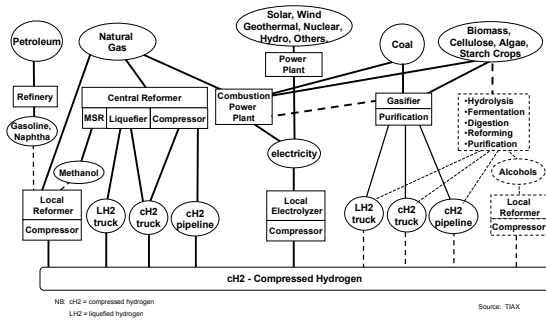 Petroleum
Natural
Gas
Solar, Wind
Geothermal, Nuclear,
Hydro, Others.
Coal
Biomass,
Cellulose, Algae,
Starch Crops
Refinery
Central Reformer
MSR
Liquefier
Compressor
Combustion
Power
Plant
Power
Plant
Gasifier
Purification
•Hydrolysis
•Fermentation
•Digestion
•Reforming
•Purification
Gasoline,
Naphtha
Methanol
electricity
Alcohols
Local
Reformer
Compressor
LH2
truck
cH2
truck
cH2
pipeline
Local
Electrolyzer
Compressor
LH2
truck
cH2
truck
cH2
pipeline
Local
Reformer
Compressor
cH2 - Compressed Hydrogen
NB: cH2 = compressed hydrogen
LH2 = liquefied hydrogen
Source: TIAX